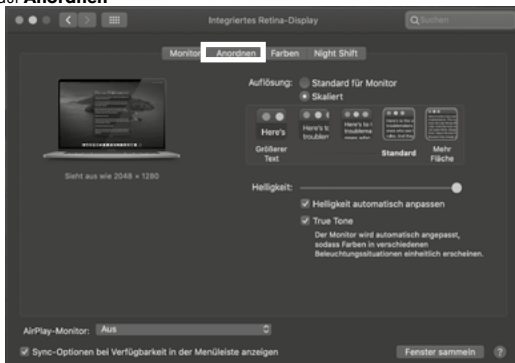 auf Anordnen
Integriertes Retina-Display
Suchen
Monitor Anordnen Farben Night Shift
Auflösung: Standard für Monitor
Skaliert
Here's
Größerer Text
Standard
Mehr Fläche
Sieht aus wie 2048 × 1280
Helligkeit:
Helligkeit automatisch anpassen
True Tone
Der Monitor wird automatisch angepasst,
sodass Farben in verschiedenen
Beleuchtungssituationen einheitlich erscheinen.
AirPlay-Monitor: Aus
Sync-Optionen bei Verfügbarkeit in der Menüleiste anzeigen
Fenster sammeln ?